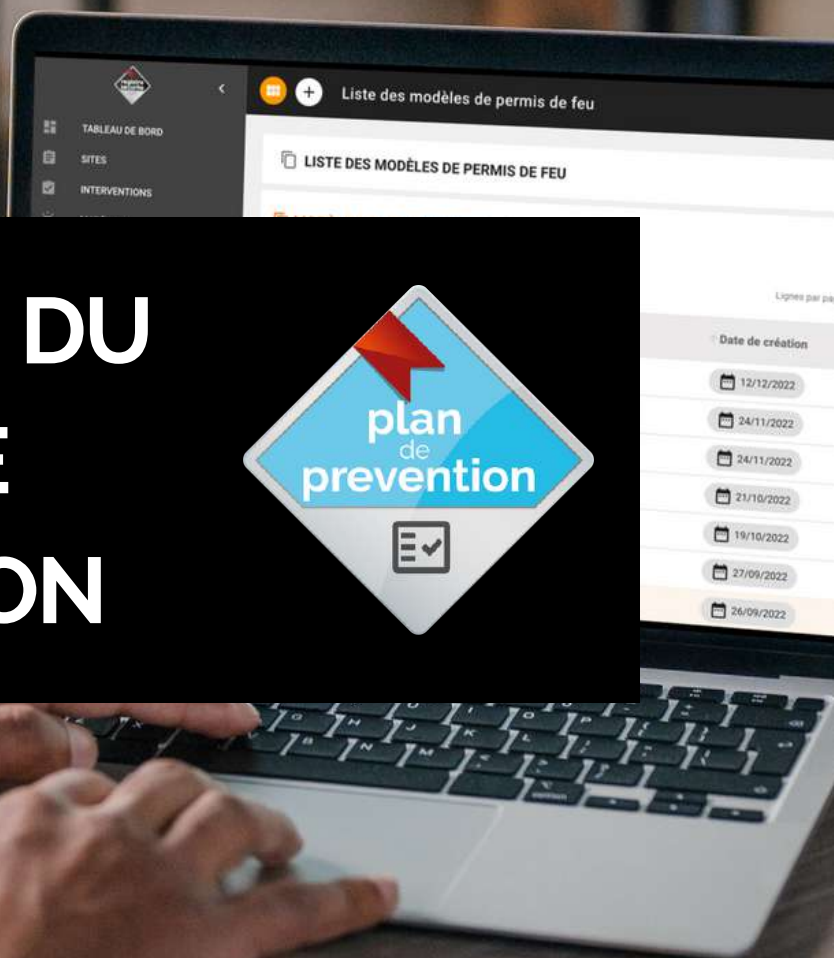 Liste des modèles de permis de feu
TABLEAU DE BORD
SITES
INTERVENTIONS
LISTE DES MODÈLES DE PERMIS DE FEU
Lignes par pa
Date de création
12/12/2022
24/11/2022
24/11/2022
21/10/2022
19/10/2022
27/09/2022
26/09/2022
DU
E
ON
plan
de
prevention